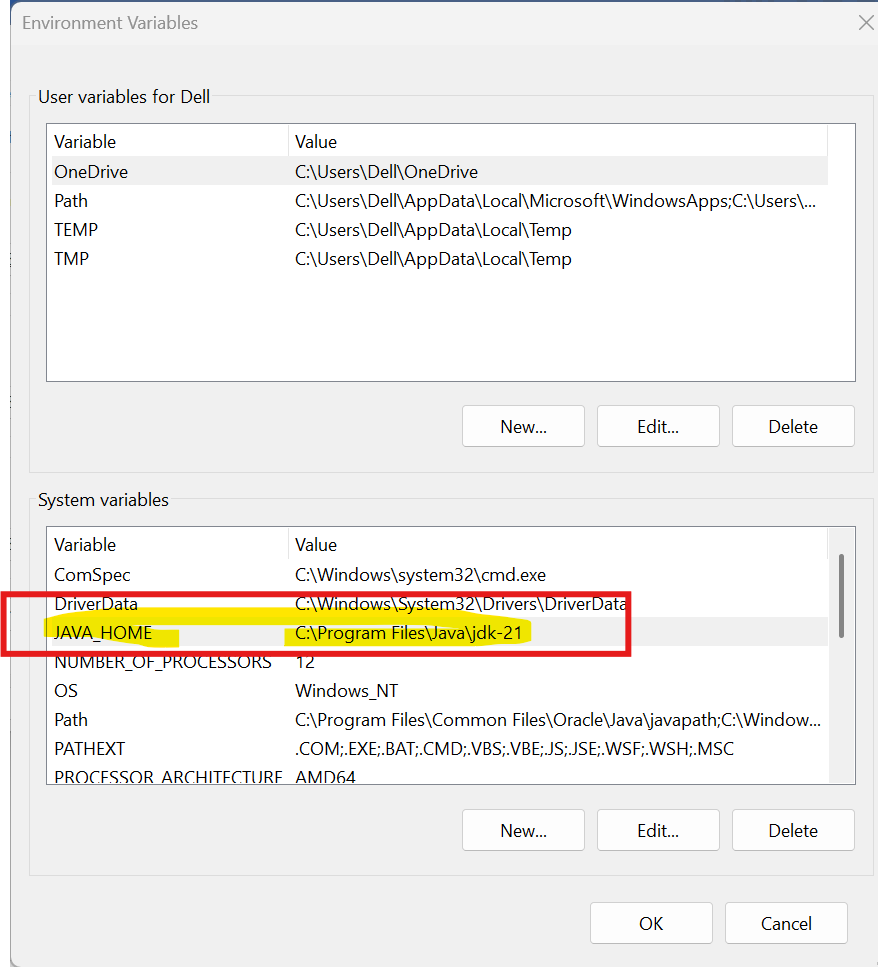 Environment Variables
User variables for Dell
Variable Value
OneDrive C:\Users\Dell\OneDrive
Path C:\Users\Dell\AppData\Local\Microsoft\WindowsApps;C:\Users\...
TEMP C:\Users\Dell\AppData\Local\Temp
TMP C:\Users\Dell\AppData\Local\Temp
New... Edit... Delete
System variables
Variable Value
ComSpec C:\Windows\system32\cmd.exe
DriverData C:\Windows\System32\Drivers\DriverData
JAVA_HOME C:\Program Files\Java\jdk-21
NUMBER_OF_PROCESSORS 12
OS Windows_NT
Path C:\Program Files\Common Files\Oracle\Java\javapath;C:\Window...
PATHEXT .COM;.EXE;.BAT;.CMD;.VBS;.VBE;.JS;.JSE;.WSF;.WSH;.MSC
PROCESSOR_ARCHITECTURE AMD64
New... Edit... Delete
OK Cancel